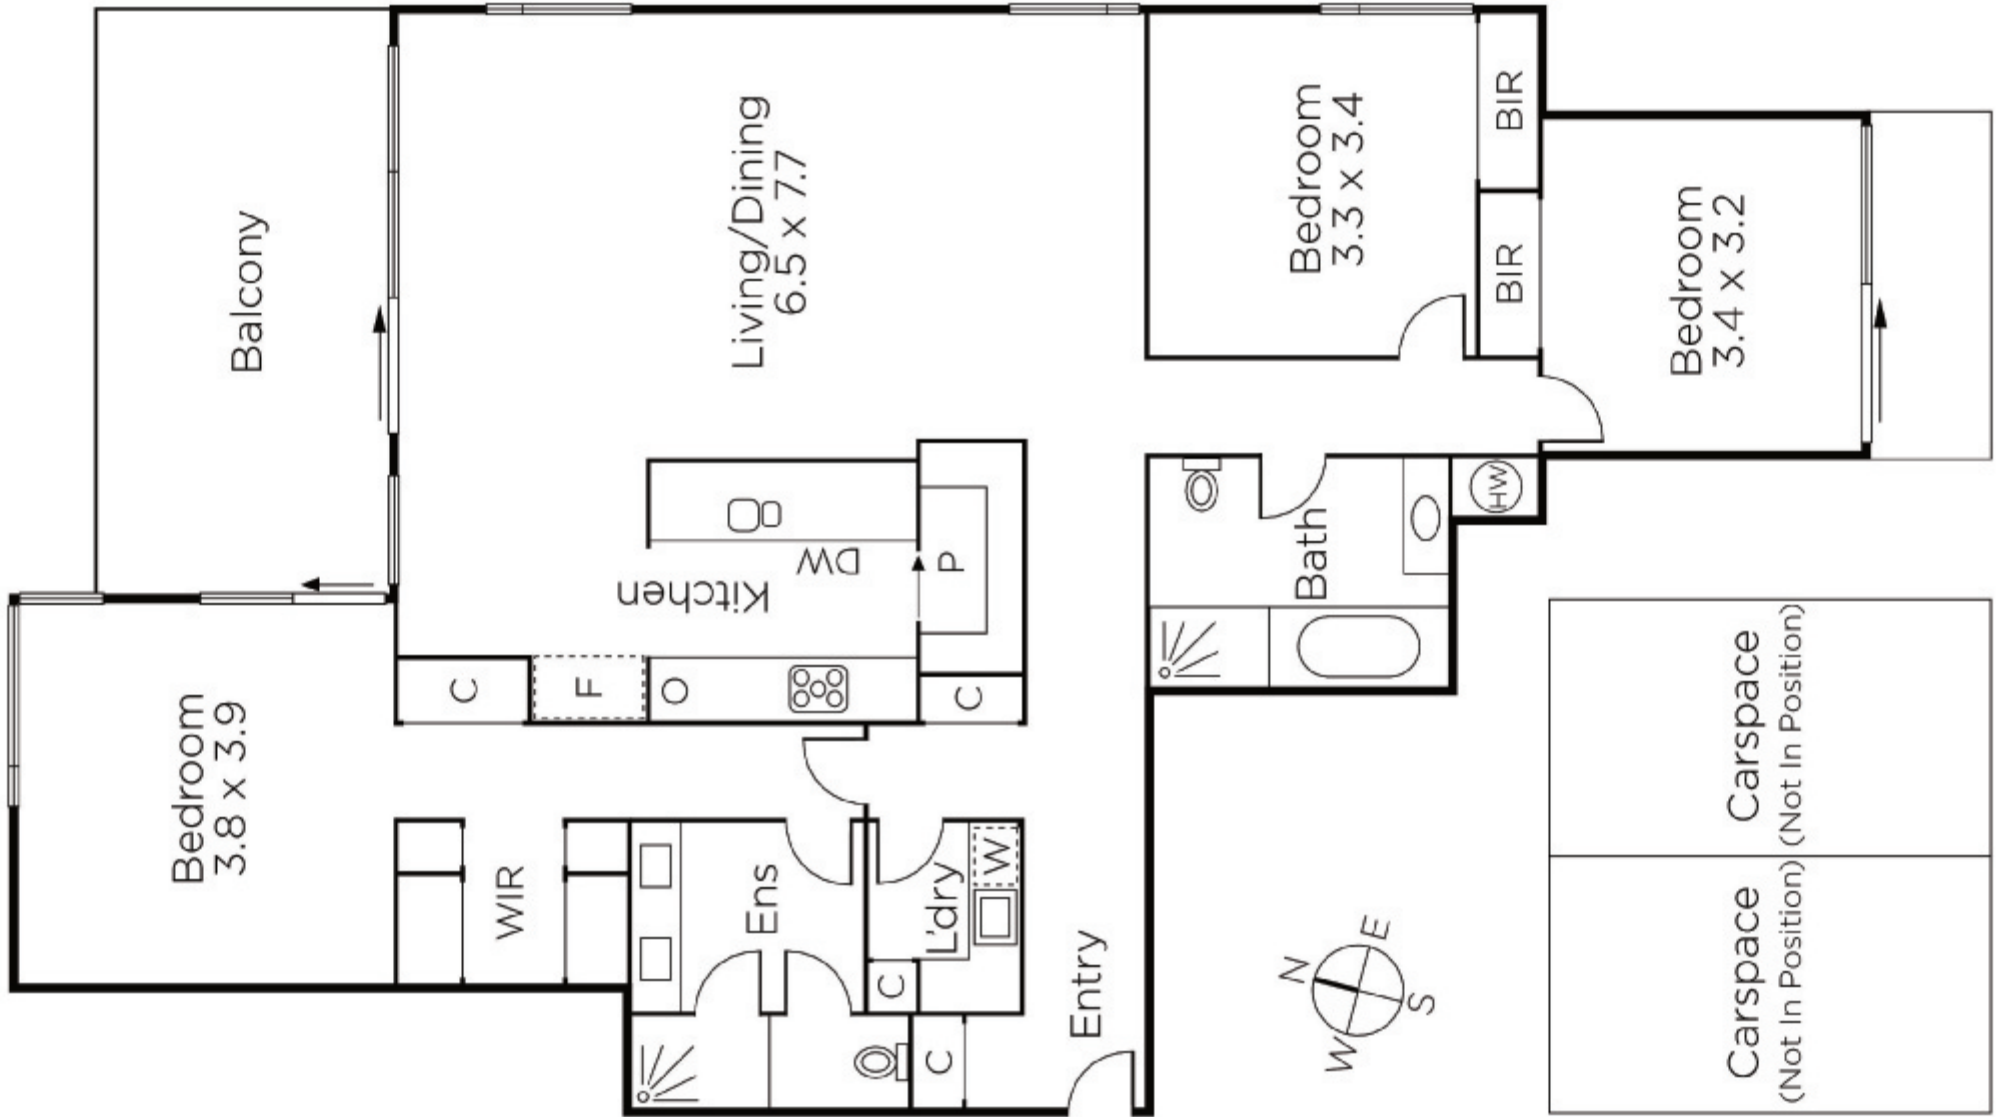 Balcony
Living/Dining
6.5 x 7.7
Bedroom
3.3 x 3.4
BIR
BIR
Bedroom
3.4 x 3.2
Kitchen
DW
P
C
F
O
C
Bedroom
3.8 x 3.9
WIR
Ens
L'dry
W
C
C
Entry
Bath
HW
N
E
S
W
Carspace
(Not In Position)
Carspace
(Not In Position)